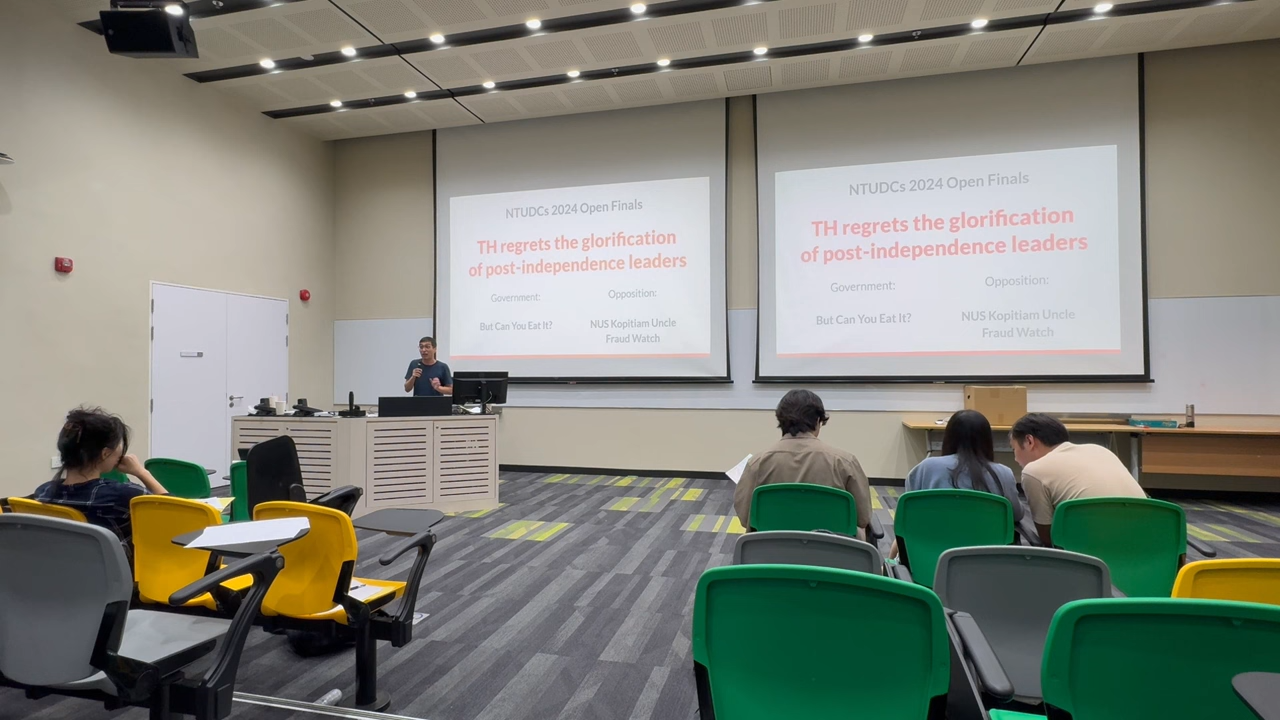 NTUDCs 2024 Open Finals
TH regrets the glorification
of post-independence leaders
Government:
Opposition:
But Can You Eat It?
NUS Kopitiam Uncle
Fraud Watch
NTUDCs 2024 Open Finals
TH regrets the glorification
of post-independence leaders
Government:
Opposition:
But Can You Eat It?
NUS Kopitiam Uncle
Fraud Watch